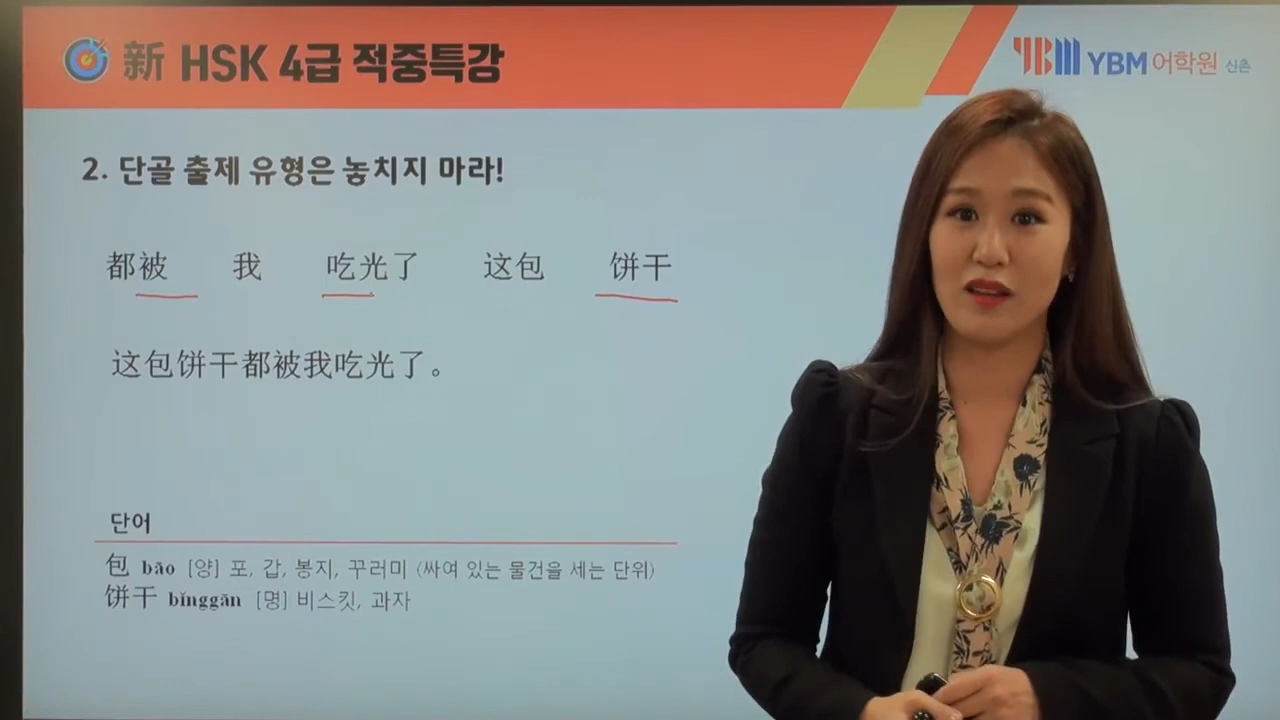 新 HSK 4급 적중특강
YBM YBM 어학원 신촌
2. 단골 출제 유형은 놓치지 마라!
都被 我 吃光了 这包 饼干
这包饼干都被我吃光了。
단어
包 bāo [양] 포, 갑, 봉지, 꾸러미 (싸여 있는 물건을 세는 단위)
饼干 bǐnggān [명] 비스킷, 과자